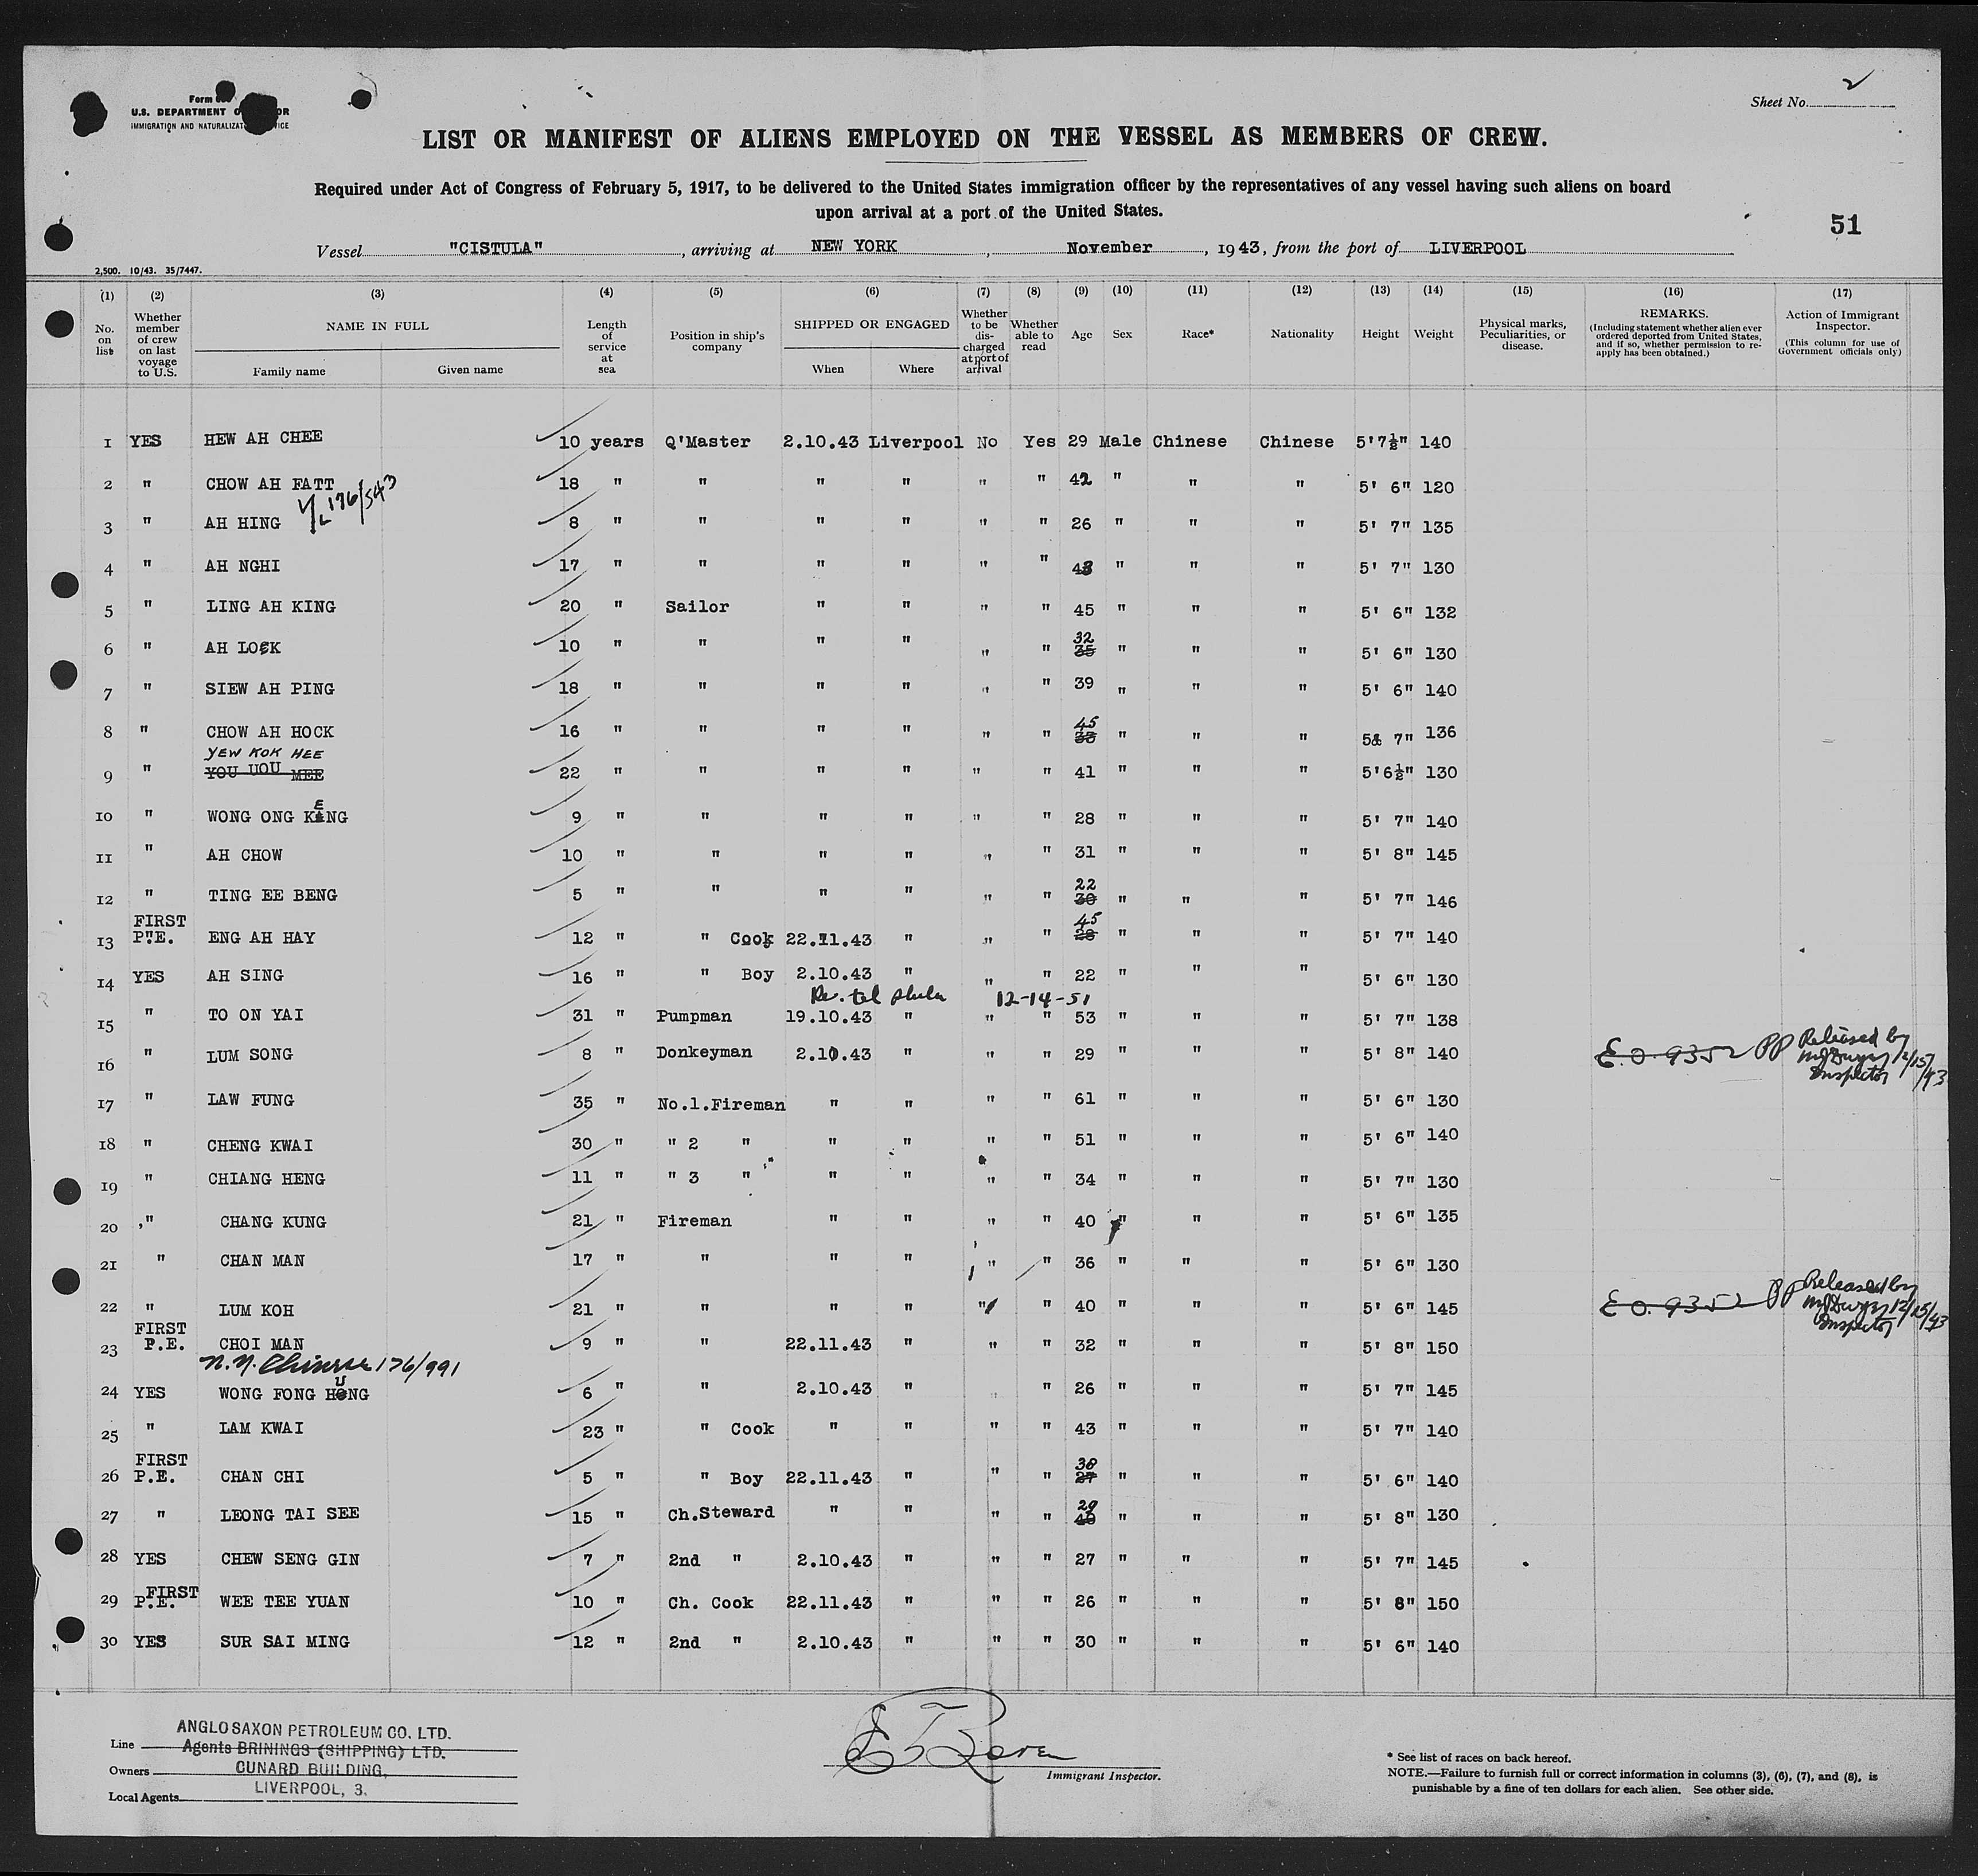 Sheet No. 2
Form
U.S. DEPARTMENT OF
IMMIGRATION AND NATURALIZATION SERVICE
LIST OR MANIFEST OF ALIENS EMPLOYED ON THE VESSEL AS MEMBERS OF CREW.
Required under Act of Congress of February 5, 1917, to be delivered to the United States immigration officer by the representatives of any vessel having such aliens on board
upon arrival at a port of the United States.
51
Vessel "CISTULA", arriving at NEW YORK, November, 1943, from the port of LIVERPOOL
2,500. 10/43. 35/7447.
(1) No. on list (2) Whether member of crew on last voyage to U.S. (3) NAME IN FULL Family name Given name (4) Length of service at sea (5) Position in ship's company (6) SHIPPED OR ENGAGED When Where (7) Whether to be discharged at port of arrival (8) Whether able to read (9) Age (10) Sex (11) Race* (12) Nationality (13) Height (14) Weight (15) Physical marks, Peculiarities, or disease. (16) REMARKS. (Including statement whether alien ever ordered deported from United States, and if so, whether permission to re-apply has been obtained.) (17) Action of Immigrant Inspector. (This column for use of Government officials only)
1 YES HEW AH CHEE 10 years Q'Master 2.10.43 Liverpool No Yes 29 Male Chinese Chinese 5'7½" 140
2 " CHOW AH FATT 18 " " " " " " 42 " " " 5' 6" 120
V/L 176/543
3 " AH HING 8 " " " " " " 26 " " " 5' 7" 135
4 " AH NGHI 17 " " " " " " 43 " " " 5' 7" 130
5 " LING AH KING 20 " Sailor " " " " 45 " " " 5' 6" 132
6 " AH LOCK 10 " " " " " " 32 35 " " " 5' 6" 130
7 " SIEW AH PING 18 " " " " " " 39 " " " 5' 6" 140
8 " CHOW AH HOCK 16 " " " " " " 45 35 " " " 5& 7" 136
YEW KOK HEE
9 " YOU UOU MEE 22 " " " " " " 41 " " " 5'6½" 130
10 " WONG ONG KENG 9 " " " " " " 28 " " " 5' 7" 140
11 " AH CHOW 10 " " " " " " 31 " " " 5' 8" 145
12 " TING EE BENG 5 " " " " " " 22 30 " " " 5' 7" 146
13 FIRST P.E. ENG AH HAY 12 " " Cook 22.11.43 " " " 45 28 " " " 5' 7" 140
14 YES AH SING 16 " " Boy 2.10.43 " " " 22 " " " 5' 6" 130
12-14-51
15 " TO ON YAI 31 " Pumpman 19.10.43 " " " 53 " " " 5' 7" 138
16 " LUM SONG 8 " Donkeyman 2.10.43 " " " 29 " " " 5' 8" 140 E.O. 9352 PP Released by 12/15/43 Inspector
17 " LAW FUNG 35 " No.1.Fireman " " " " 61 " " " 5' 6" 130
18 " CHENG KWAI 30 " " 2 " " " " " 51 " " " 5' 6" 140
19 " CHIANG HENG 11 " " 3 " " " " " 34 " " " 5' 7" 130
20 " CHANG KUNG 21 " Fireman " " " " 40 " " " 5' 6" 135
21 " CHAN MAN 17 " " " " " " 36 " " " 5' 6" 130
22 " LUM KOH 21 " " " " " " 40 " " " 5' 6" 145 E.O. 9352 PP Released by 12/15/43 Inspector
23 FIRST P.E. CHOI MAN 9 " " 22.11.43 " " " 32 " " " 5' 8" 150
N.Y. Chinese 176/991
24 YES WONG FONG HUNG 6 " " 2.10.43 " " " 26 " " " 5' 7" 145
25 " LAM KWAI 23 " " Cook " " " " 43 " " " 5' 7" 140
26 FIRST P.E. CHAN CHI 5 " " Boy 22.11.43 " " " 30 27 " " " 5' 6" 140
27 " LEONG TAI SEE 15 " Ch.Steward " " " " 29 40 " " " 5' 8" 130
28 YES CHEW SENG GIN 7 " 2nd " 2.10.43 " " " 27 " " " 5' 7" 145
29 FIRST P.E. WEE TEE YUAN 10 " Ch. Cook 22.11.43 " " " 26 " " " 5' 8" 150
30 YES SUR SAI MING 12 " 2nd " 2.10.43 " " " 30 " " " 5' 6" 140
ANGLO SAXON PETROLEUM CO. LTD.
Line Agents BRININGS (SHIPPING) LTD.
Owners CUNARD BUILDING,
Local Agents LIVERPOOL, 3.
Immigrant Inspector.
* See list of races on back hereof.
NOTE.—Failure to furnish full or correct information in columns (3), (6), (7), and (8), is
punishable by a fine of ten dollars for each alien. See other side.